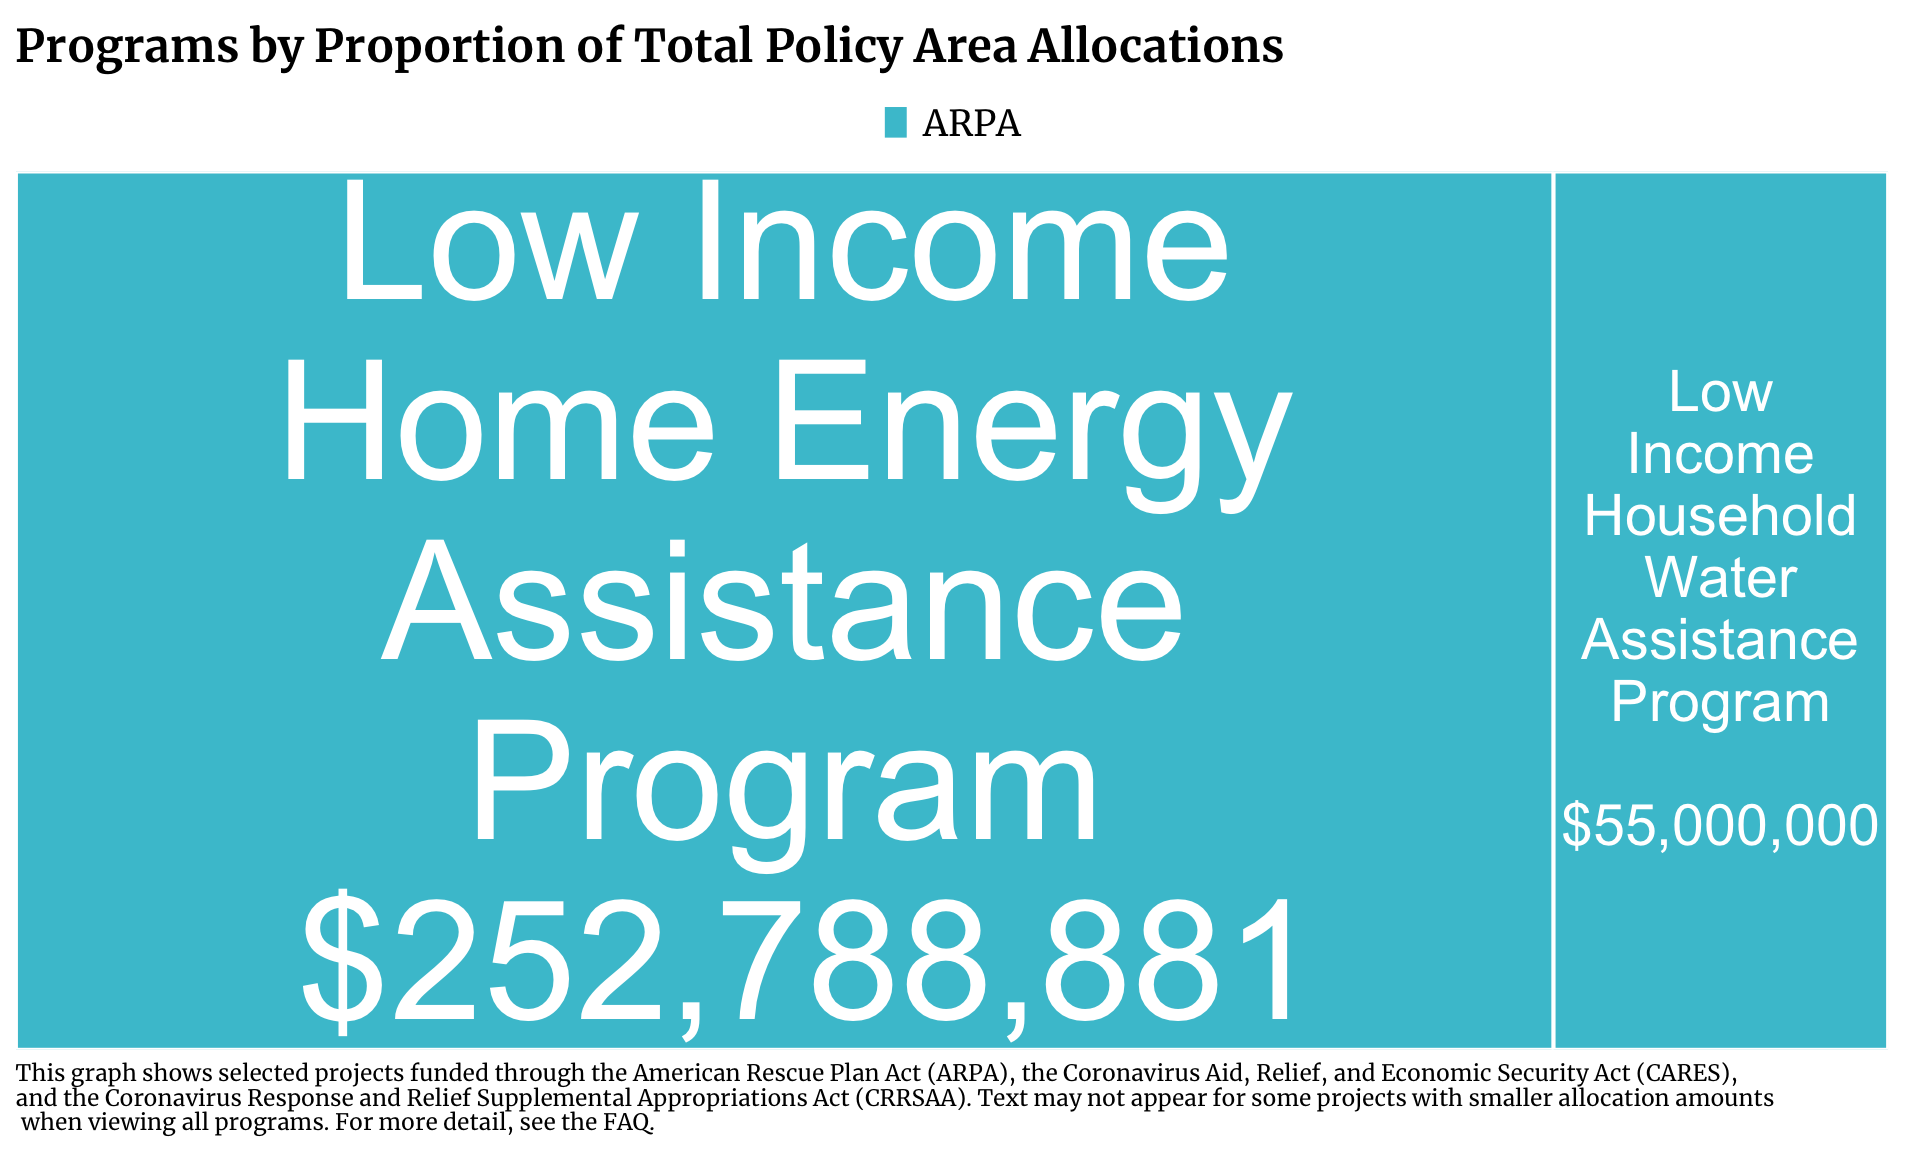 Programs by Proportion of Total Policy Area Allocations
ARPA
Low Income
Home Energy
Assistance
Program
$252,788,881
Low
Income
Household
Water
Assistance
Program
$55,000,000
This graph shows selected projects funded through the American Rescue Plan Act (ARPA), the Coronavirus Aid, Relief, and Economic Security Act (CARES),
and the Coronavirus Response and Relief Supplemental Appropriations Act (CRRSAA). Text may not appear for some projects with smaller allocation amounts
when viewing all programs. For more detail, see the FAQ.